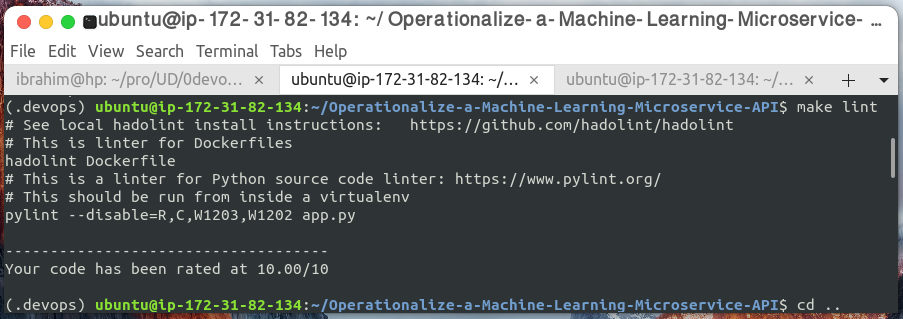 ubuntu@ip-172-31-82-134: ~/Operationalize-a-Machine-Learning-Microservice- ...
File Edit View Search Terminal Tabs Help
ibrahim@hp: ~/pro/UD/0devo... × ubuntu@ip-172-31-82-134: ~/... × ubuntu@ip-172-31-82-134: ~/... × +
(.devops) ubuntu@ip-172-31-82-134:~/Operationalize-a-Machine-Learning-Microservice-API$ make lint
# See local hadolint install instructions:   https://github.com/hadolint/hadolint
# This is linter for Dockerfiles
hadolint Dockerfile
# This is a linter for Python source code linter: https://www.pylint.org/
# This should be run from inside a virtualenv
pylint --disable=R,C,W1203,W1202 app.py
------------------------------------
Your code has been rated at 10.00/10
(.devops) ubuntu@ip-172-31-82-134:~/Operationalize-a-Machine-Learning-Microservice-API$ cd ..